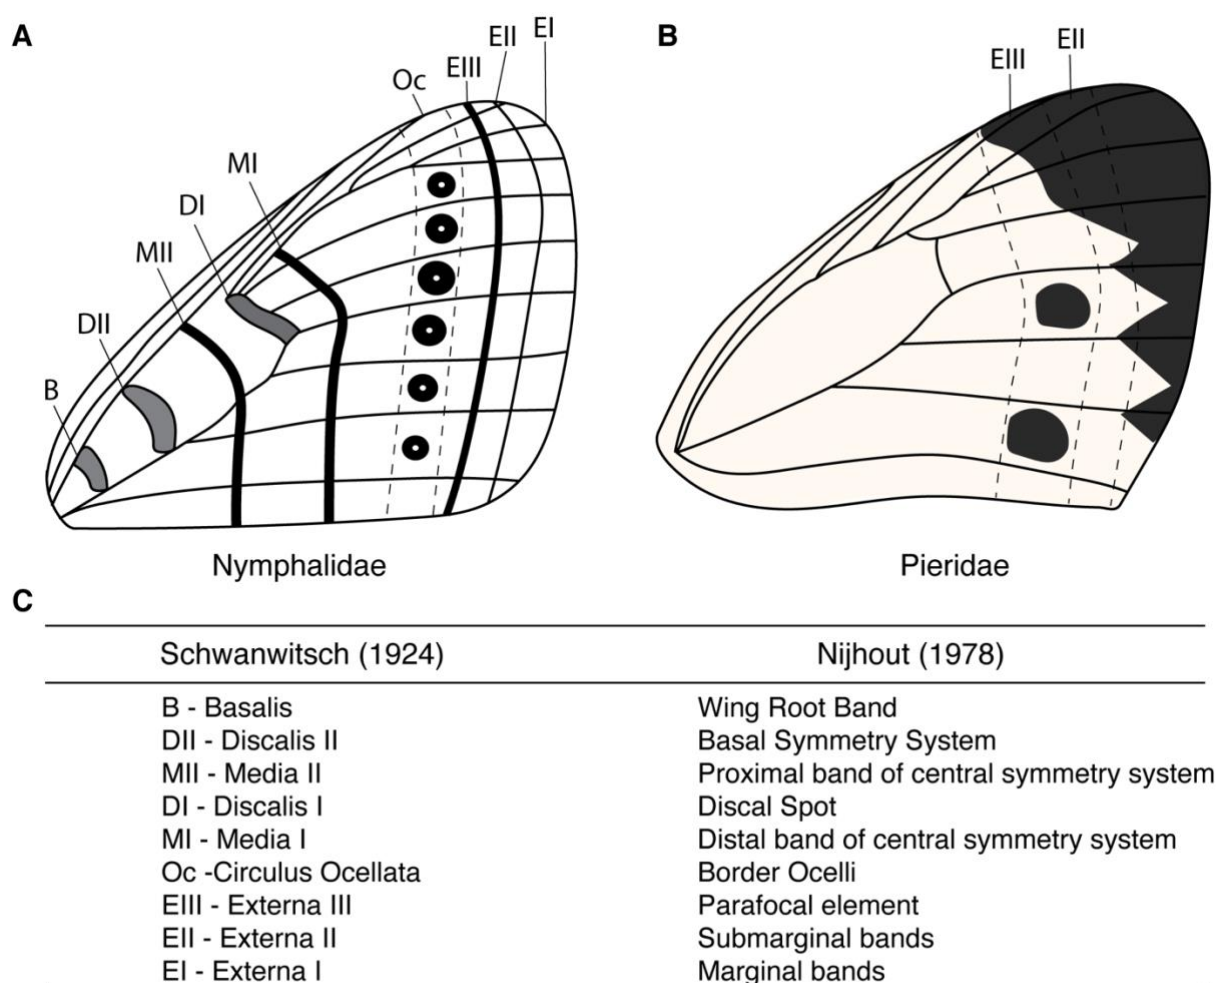 A
B
EI
EII
EIII
Oc
MI
DI
MII
DII
B
EII
EIII
Nymphalidae
Pieridae
C
Schwanwitsch (1924) Nijhout (1978)
B - Basalis Wing Root Band
DII - Discalis II Basal Symmetry System
MII - Media II Proximal band of central symmetry system
DI - Discalis I Discal Spot
MI - Media I Distal band of central symmetry system
Oc -Circulus Ocellata Border Ocelli
EIII - Externa III Parafocal element
EII - Externa II Submarginal bands
EI - Externa I Marginal bands